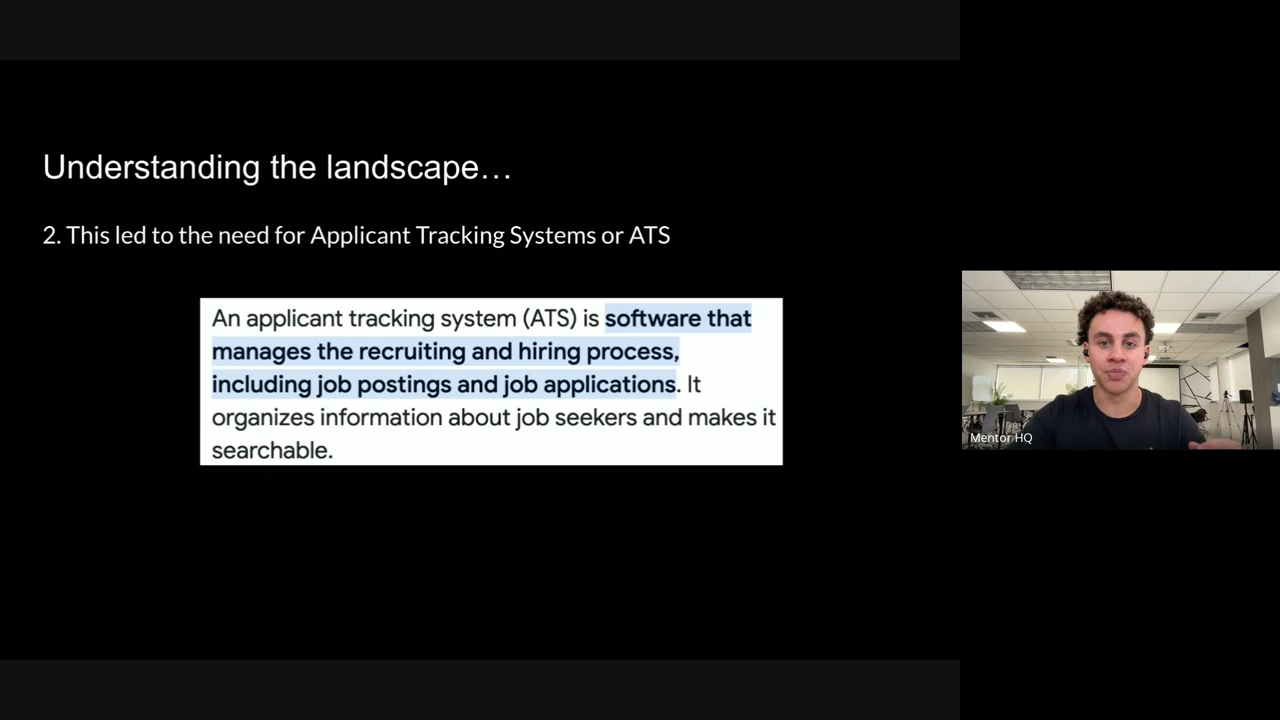 Understanding the landscape…
2. This led to the need for Applicant Tracking Systems or ATS
An applicant tracking system (ATS) is software that
manages the recruiting and hiring process,
including job postings and job applications. It
organizes information about job seekers and makes it
searchable.
Mentor HQ